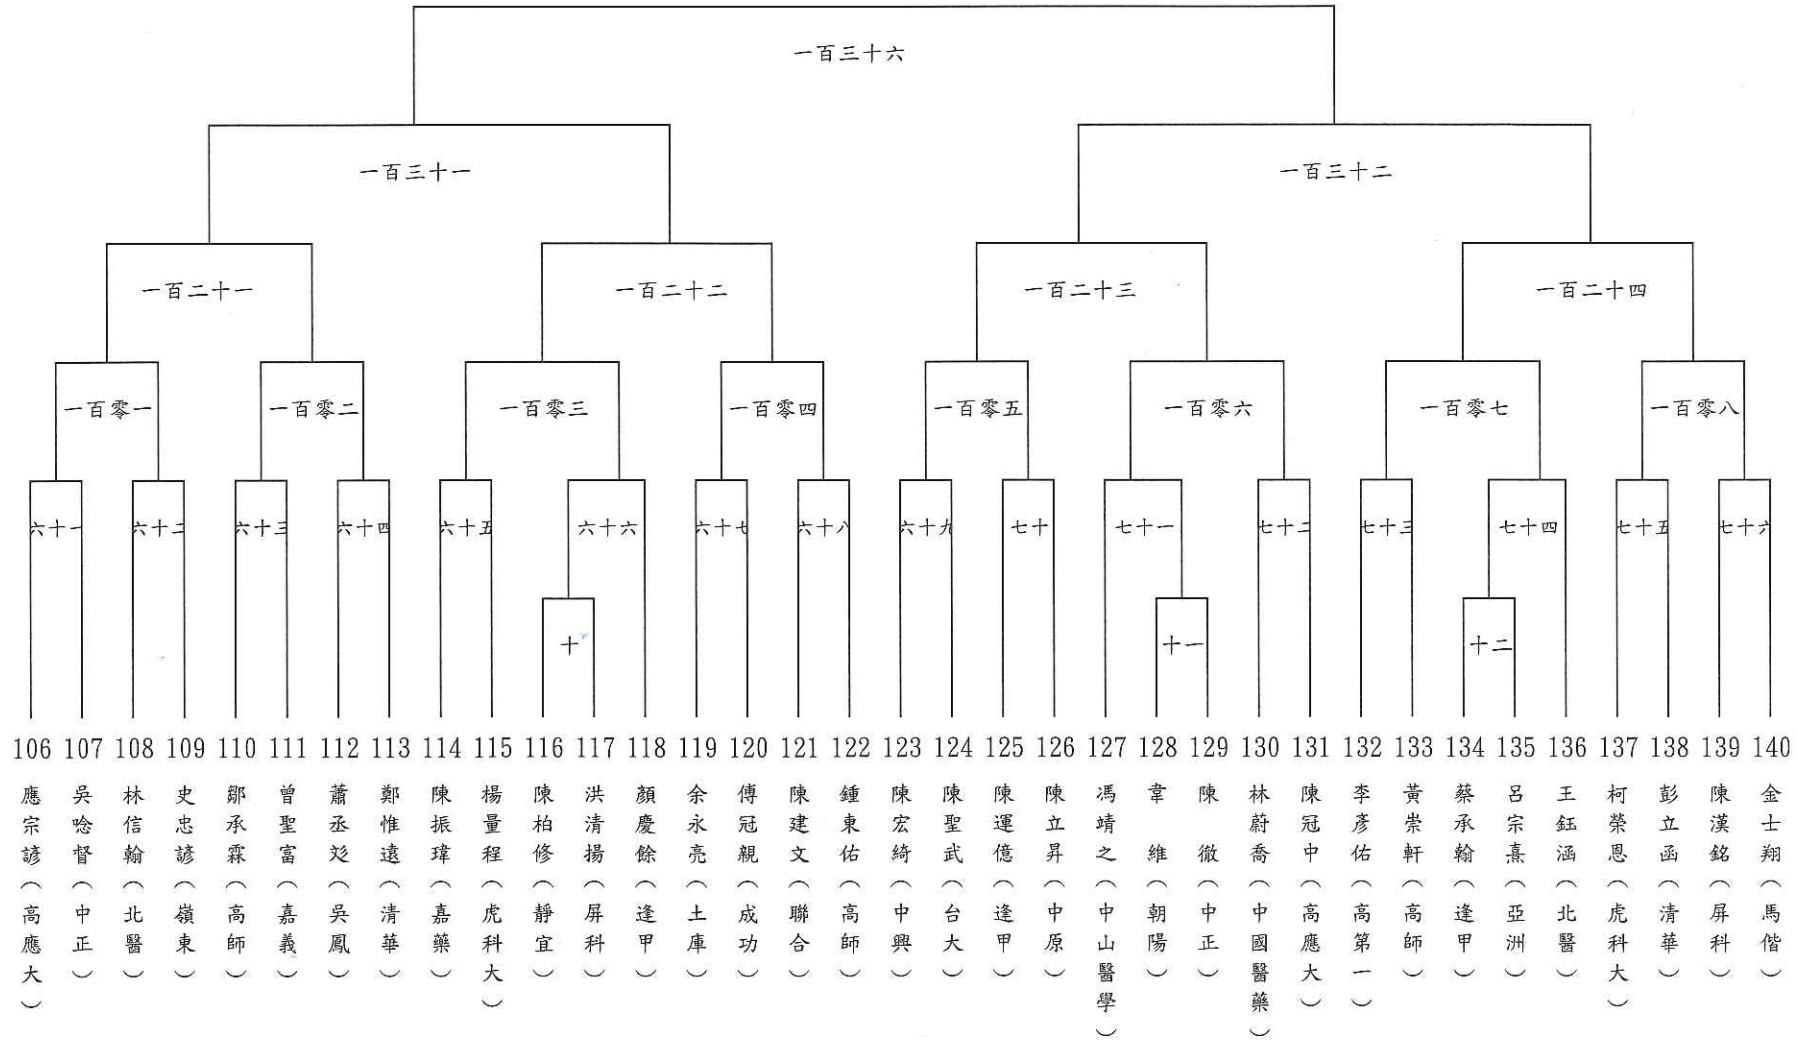 一百三十六
一百三十一
一百三十二
一百二十一
一百二十二
一百二十三
一百二十四
一百零一
一百零二
一百零三
一百零四
一百零五
一百零六
一百零七
一百零八
六十一
六十二
六十三
六十四
六十五
六十六
六十七
六十八
六十九
七十
七十一
七十二
七十三
七十四
七十五
七十六
十
十一
十二
106 107 108 109 110 111 112 113 114 115 116 117 118 119 120 121 122 123 124 125 126 127 128 129 130 131 132 133 134 135 136 137 138 139 140
應宗諺(高應大)
吳唸督(中正)
林信翰(北醫)
史忠諺(嶺東)
鄒承霖(高師)
曾聖富(嘉義)
蕭丞(吳鳳)
鄭惟遠(清華)
陳振瑋(嘉藥)
楊量程(虎科大)
陳柏修(靜宜)
洪清揚(屏科)
顏慶餘(逢甲)
余永亮(土庫)
傅冠親(成功)
陳建文(聯合)
鍾東佑(高師)
陳宏綺(中興)
陳聖武(台大)
陳運億(逢甲)
陳立昇(中原)
馮靖之(中山醫學)
韋維(朝陽)
陳徹(中正)
林蔚喬(中國醫藥)
陳冠中(高應大)
李彥佑(高第一)
黃崇軒(高師)
蔡承翰(逢甲)
呂宗熹(亞洲)
王鈺涵(北醫)
柯榮恩(虎科大)
彭立函(清華)
陳漢銘(屏科)
金士翔(馬偕)